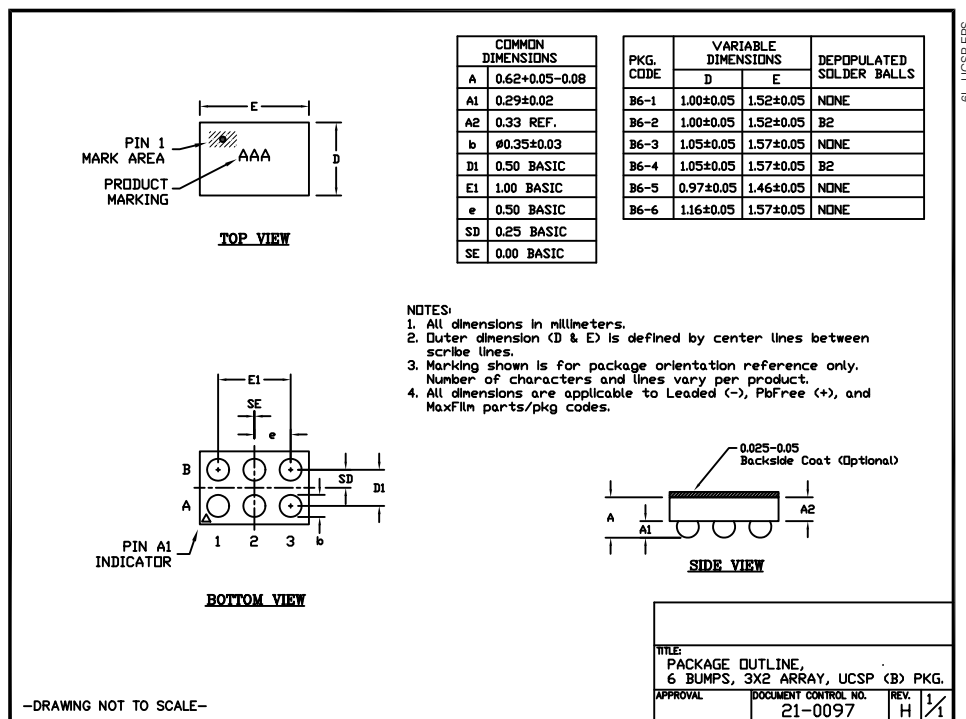 6L, UCSP.EPS
COMMON
DIMENSIONS
A 0.62+0.05-0.08
A1 0.29±0.02
A2 0.33 REF.
b ø0.35±0.03
D1 0.50 BASIC
E1 1.00 BASIC
e 0.50 BASIC
SD 0.25 BASIC
SE 0.00 BASIC
PKG. CODE VARIABLE DIMENSIONS DEPOPULATED SOLDER BALLS
D E
B6-1 1.00±0.05 1.52±0.05 NONE
B6-2 1.00±0.05 1.52±0.05 B2
B6-3 1.05±0.05 1.57±0.05 NONE
B6-4 1.05±0.05 1.57±0.05 B2
B6-5 0.97±0.05 1.46±0.05 NONE
B6-6 1.16±0.05 1.57±0.05 NONE
E
PIN 1
MARK AREA
AAA
D
PRODUCT
MARKING
TOP VIEW
NOTES:
1. All dimensions in millimeters.
2. Outer dimension (D & E) is defined by center lines between
scribe lines.
3. Marking shown is for package orientation reference only.
Number of characters and lines vary per product.
4. All dimensions are applicable to Leaded (-), PbFree (+), and
MaxFilm parts/pkg codes.
E1
SE
e
B
SD
D1
A
1 2 3 b
PIN A1
INDICATOR
BOTTOM VIEW
0.025-0.05
Backside Coat (Optional)
A
A1
A2
SIDE VIEW
TITLE:
PACKAGE OUTLINE,
6 BUMPS, 3X2 ARRAY, UCSP (B) PKG.
APPROVAL DOCUMENT CONTROL NO. REV.
21-0097 H 1/1
-DRAWING NOT TO SCALE-